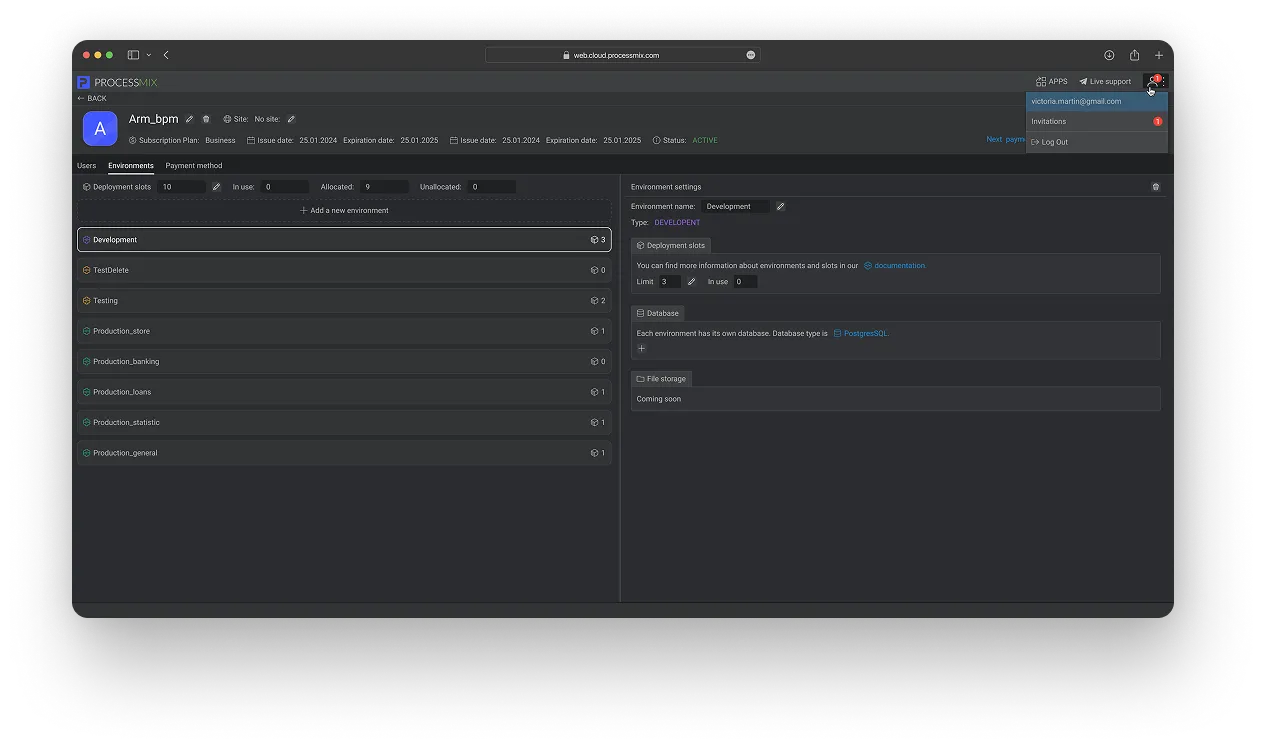 web.cloud.processmix.com
PROCESSMIX
APPS
Live support
1
BACK
victoria.martin@gmail.com
Invitations
1
Log Out
A
Arm_bpm
Site: No site:
Subscription Plan: Business Issue date: 25.01.2024 Expiration date: 25.01.2025 Issue date: 25.01.2024 Expiration date: 25.01.2025 Status: ACTIVE
Next
Users Environments Payment method
Deployment slots 10 In use: 0 Allocated: 9 Unallocated: 0
Add a new environment
Development 3
TestDelete 0
Testing 2
Production_store 1
Production_banking 0
Production_loans 1
Production_statistic 1
Production_general 1
Environment settings
Environment name: Development
Type: DEVELOPENT
Deployment slots
You can find more information about environments and slots in our documentation.
Limit 3 In use 0
Database
Each environment has its own database. Database type is PostgresSQL.
File storage
Coming soon